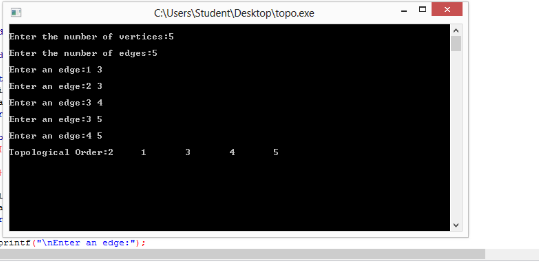 C:\Users\Student\Desktop\topo.exe
Enter the number of vertices:5
Enter the number of edges:5
Enter an edge:1 3
Enter an edge:2 3
Enter an edge:3 4
Enter an edge:3 5
Enter an edge:4 5
Topological Order:2 1 3 4 5
printf("\nEnter an edge:");